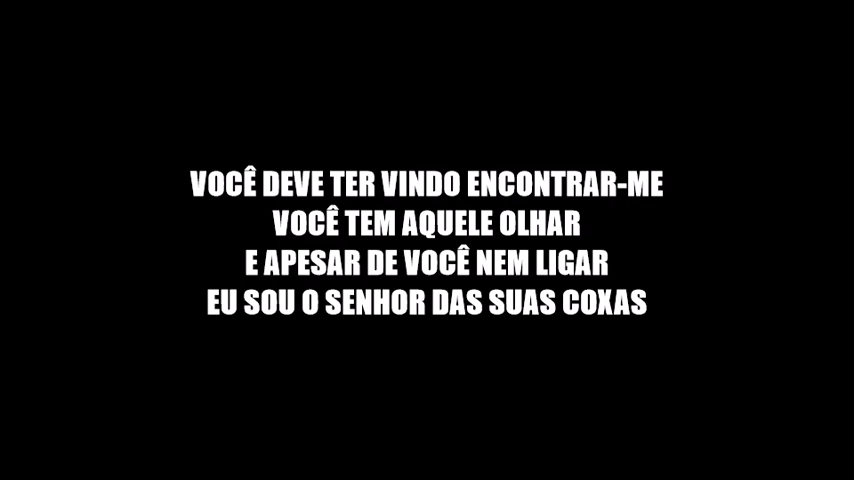 VOCÊ DEVE TER VINDO ENCONTRAR-ME
VOCÊ TEM AQUELE OLHAR
E APESAR DE VOCÊ NEM LIGAR
EU SOU O SENHOR DAS SUAS COXAS